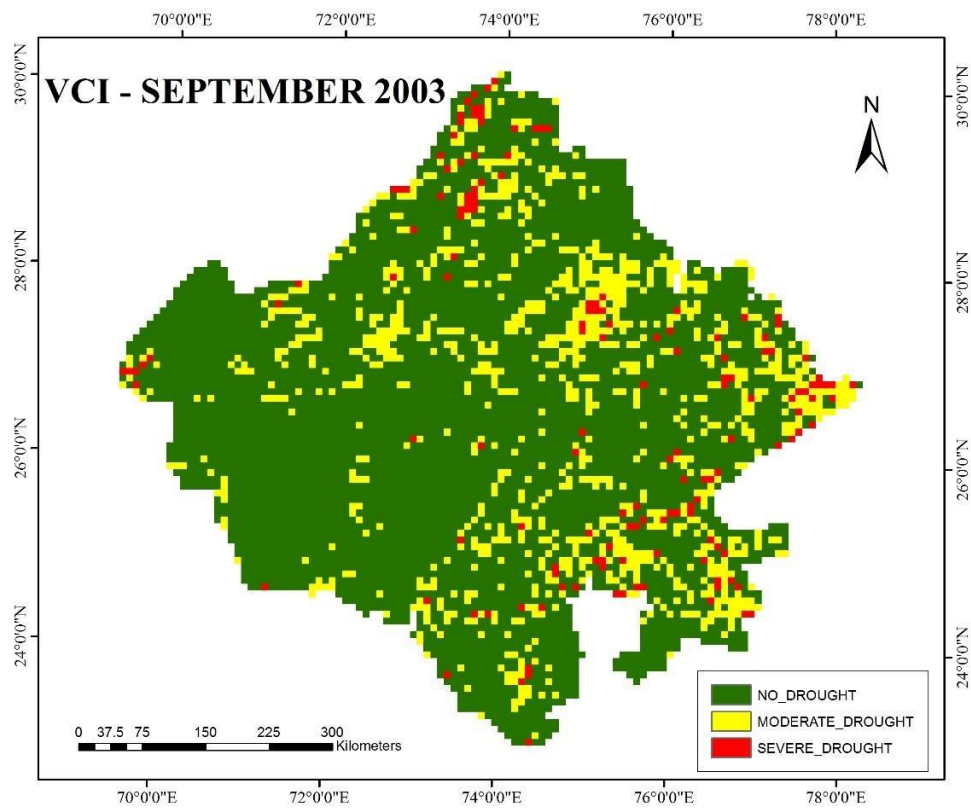 70°0'0"E 72°0'0"E 74°0'0"E 76°0'0"E 78°0'0"E
VCI - SEPTEMBER 2003
N
30°0'0"N
30°0'0"N
28°0'0"N
28°0'0"N
26°0'0"N
26°0'0"N
24°0'0"N
24°0'0"N
NO_DROUGHT
MODERATE_DROUGHT
SEVERE_DROUGHT
0 37.5 75 150 225 300
Kilometers
70°0'0"E 72°0'0"E 74°0'0"E 76°0'0"E 78°0'0"E